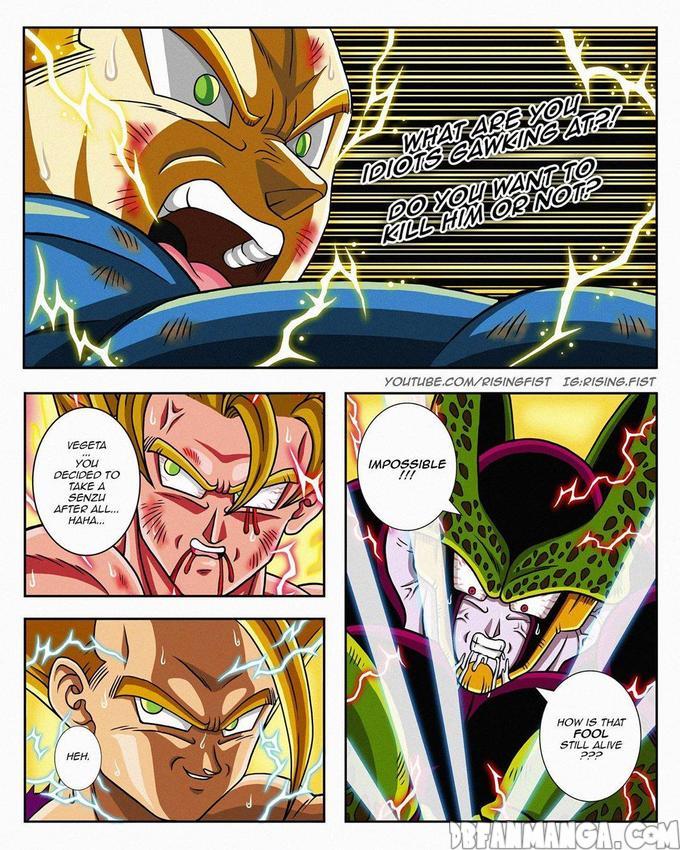 WHAT ARE YOU
IDIOTS GAWKING AT?!
DO YOU WANT TO
KILL HIM OR NOT?
YOUTUBE.COM/RISINGFIST IG:RISING.FIST
VEGETA
...
YOU
DECIDED TO
TAKE A
SENZU
AFTER ALL...
HAHA...
IMPOSSIBLE
!!!
HEH.
HOW IS THAT
FOOL
STILL ALIVE
???
DBFANMANGA.COM